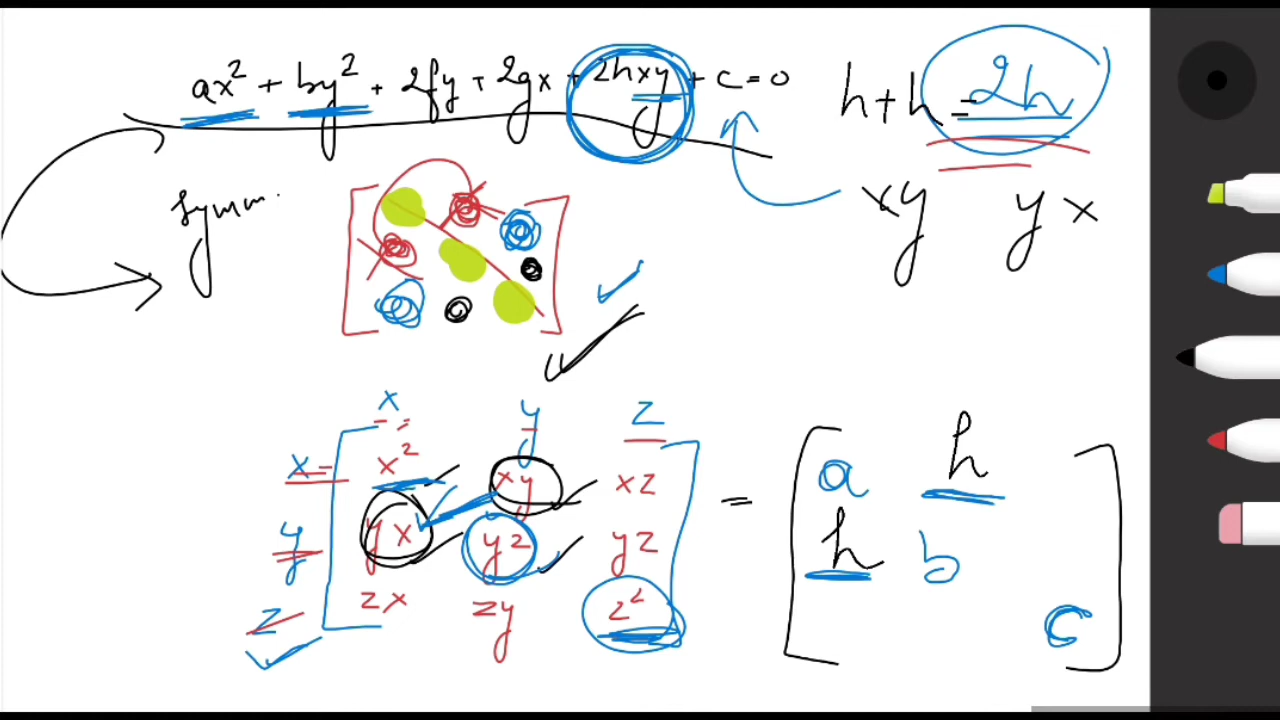 ax² + by² + 2fy + 2gx + 2hxy + c = 0
h + h = 2h
xy yx
Symm.
x y z
x x² xy xz
y yx y² yz
z zx zy z²
=
a h
h b
c